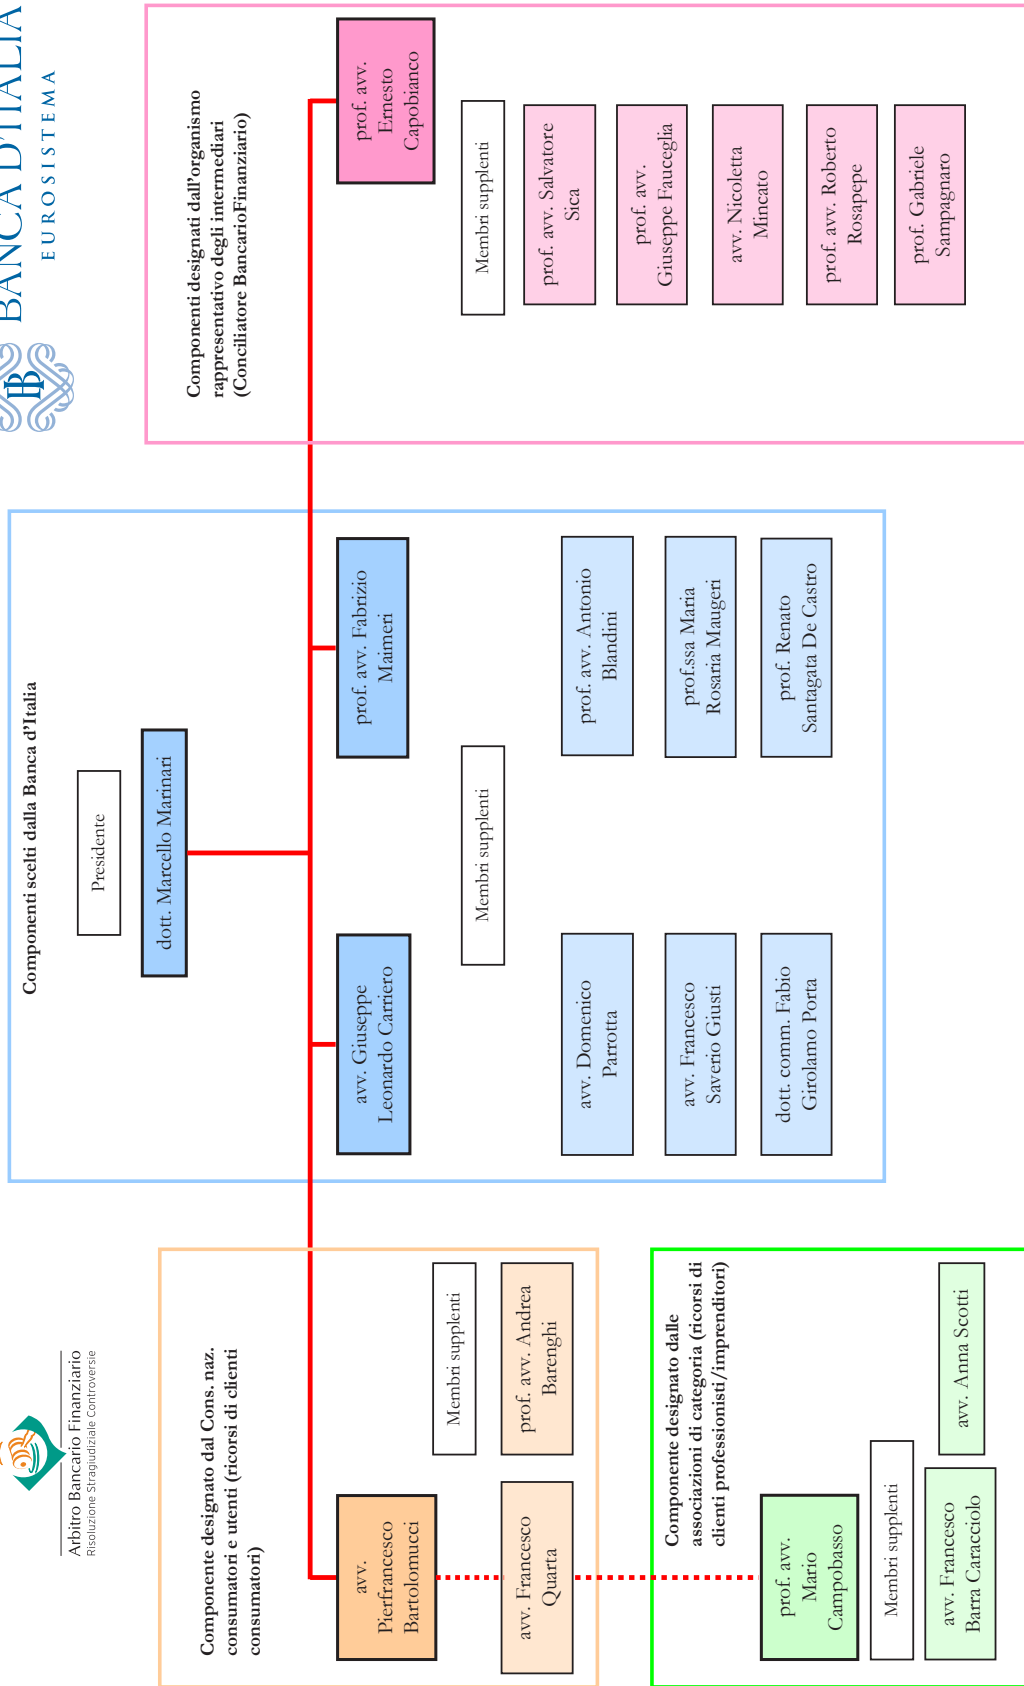 Arbitro Bancario Finanziario
Risoluzione Stragiudiziale Controversie
BANCA D'ITALIA
EUROSISTEMA
Componenti scelti dalla Banca d'Italia
Presidente
dott. Marcello Marinari
avv. Giuseppe
Leonardo Carriero
prof. avv. Fabrizio
Maimeri
Membri supplenti
avv. Domenico
Parrotta
prof. avv. Antonio
Blandini
avv. Francesco
Saverio Giusti
prof.ssa Maria
Rosaria Maugeri
dott. comm. Fabio
Girolamo Porta
prof. Renato
Santagata De Castro
Componente designato dal Cons. naz.
consumatori e utenti (ricorsi di clienti
consumatori)
avv.
Pierfrancesco
Bartolomucci
Membri supplenti
avv. Francesco
Quarta
prof. avv. Andrea
Barenghi
Componente designato dalle
associazioni di categoria (ricorsi di
clienti professionisti/imprenditori)
prof. avv.
Mario
Campobasso
Membri supplenti
avv. Francesco
Barra Caracciolo
avv. Anna Scotti
Componenti designati dall'organismo
rappresentativo degli intermediari
(Conciliatore BancarioFinanziario)
prof. avv.
Ernesto
Capobianco
Membri supplenti
prof. avv. Salvatore
Sica
prof. avv.
Giuseppe Fauceglia
avv. Nicoletta
Mincato
prof. avv. Roberto
Rosapepe
prof. Gabriele
Sampagnaro